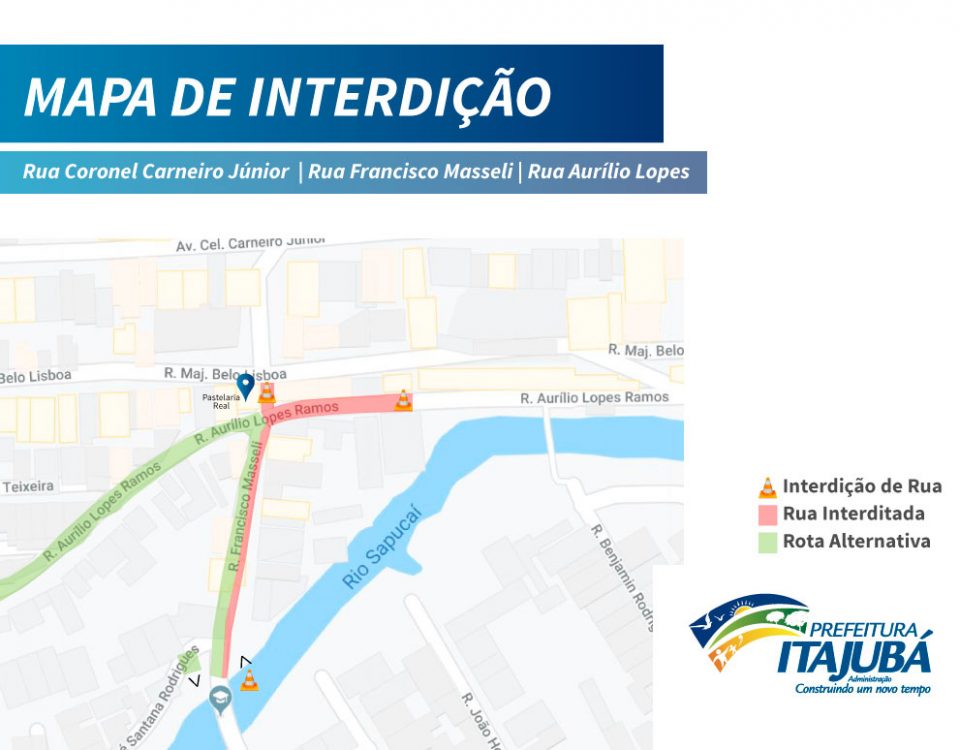 MAPA DE INTERDIÇÃO
Rua Coronel Carneiro Júnior | Rua Francisco Masseli | Rua Aurílio Lopes
Av. Cel. Carneiro Júnior
R. Maj. Belo
Belo Lisboa
R. Maj. Belo Lisboa
Pastelaria
Real
R. Aurílio Lopes Ramos
R. Aurílio Lopes Ramos
Teixeira
R. Aurílio Lopes Ramos
R. Francisco Masseli
Rio Sapucaí
R. Benjamin Rodrig
Santana Rodrigues
R. João
Interdição de Rua
Rua Interditada
Rota Alternativa
PREFEITURA
ITAJUBÁ
Administração
Construindo um novo tempo